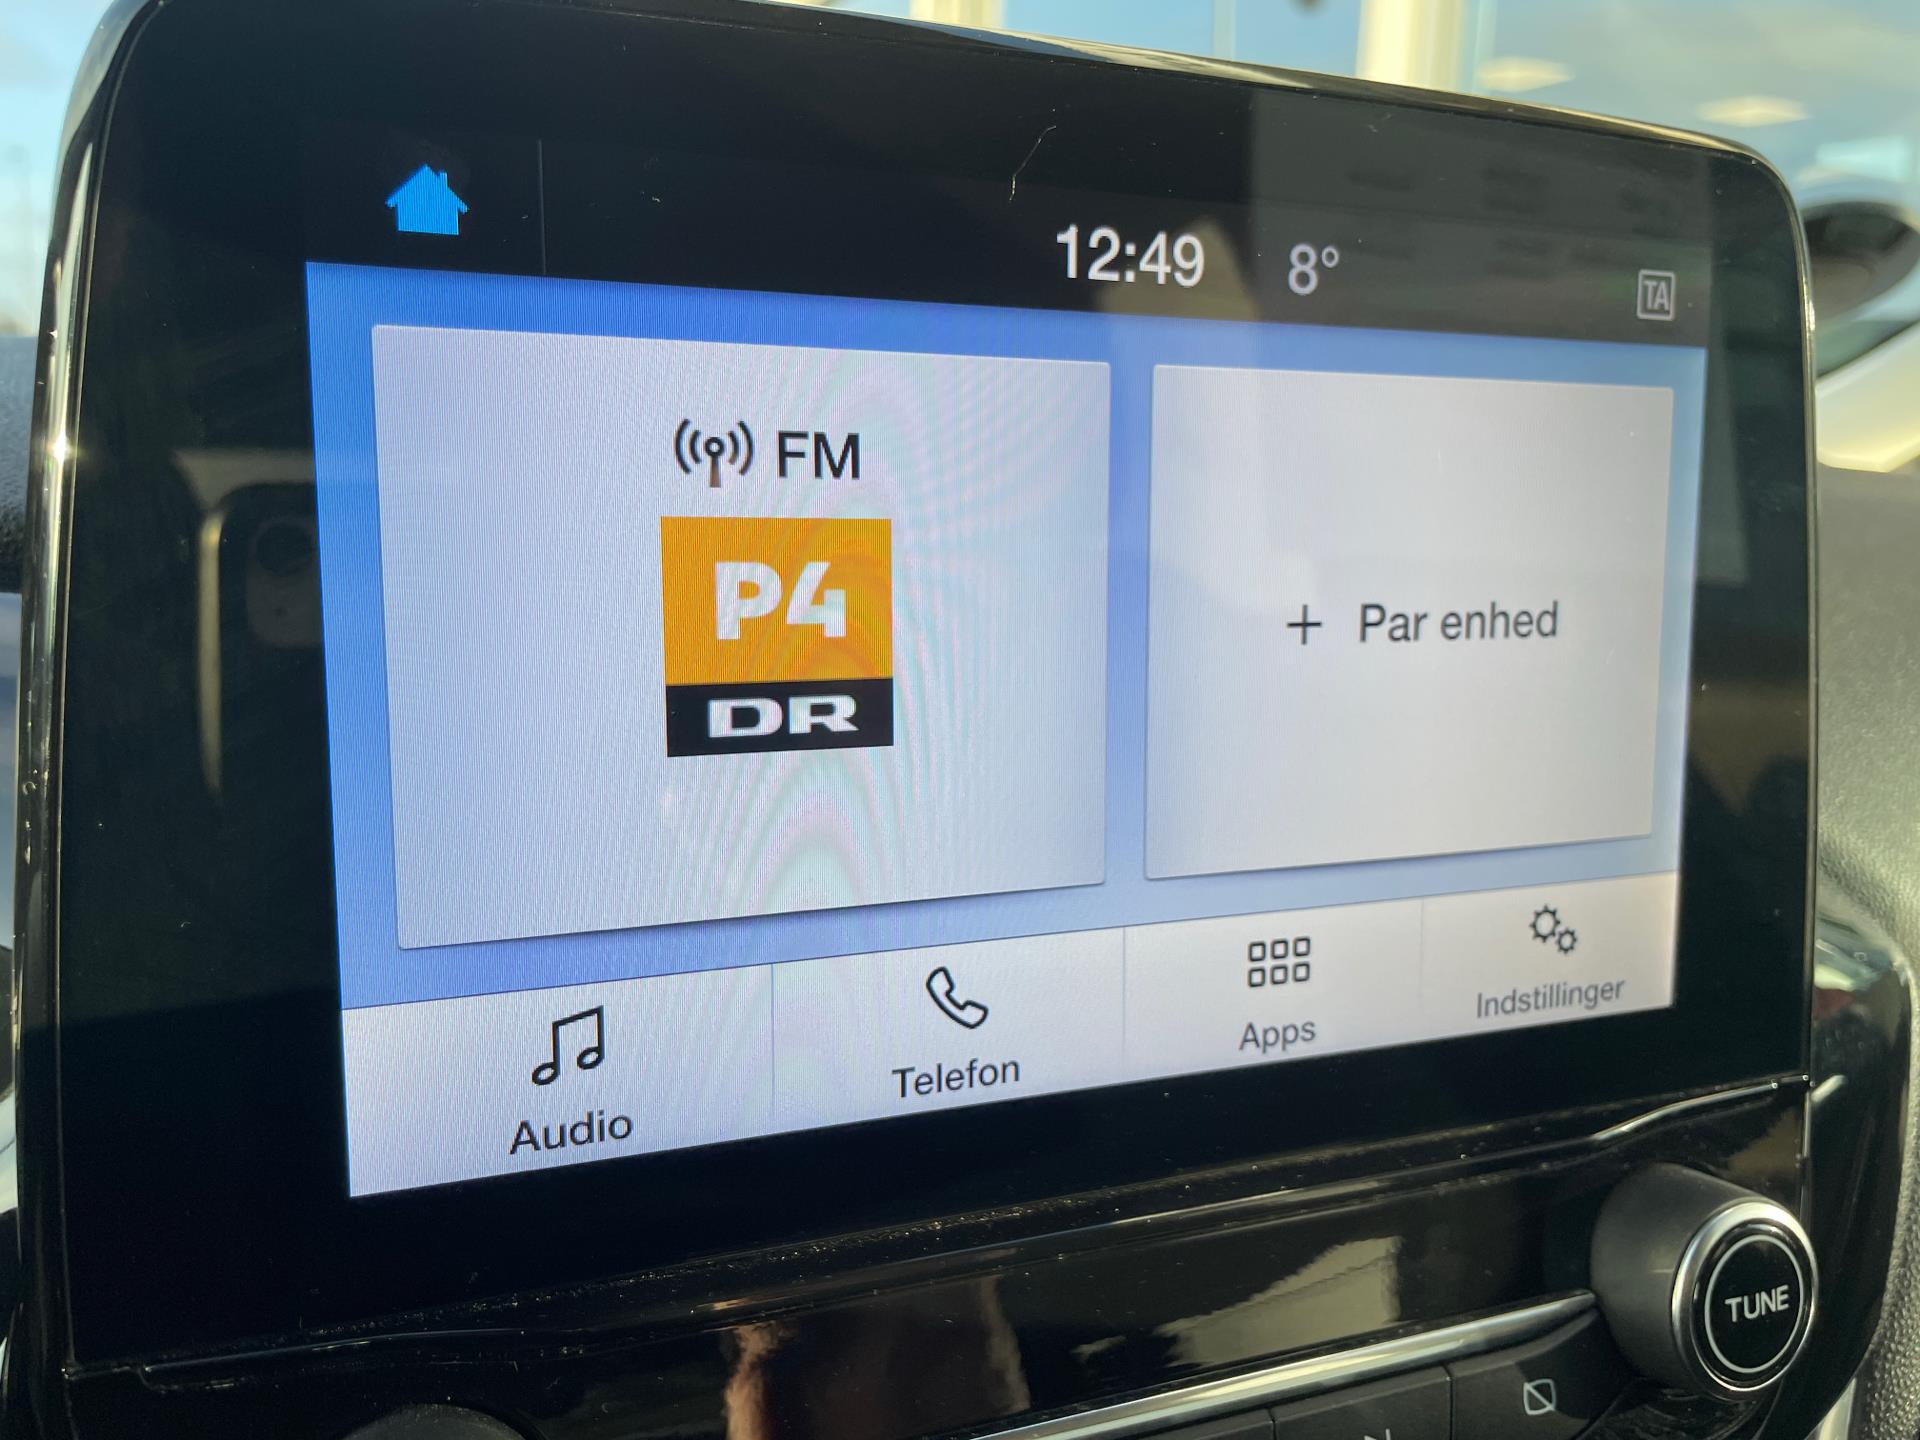 12:49 8°
TA
FM
P4
DR
+ Par enhed
Audio
Telefon
Apps
Indstillinger
TUNE